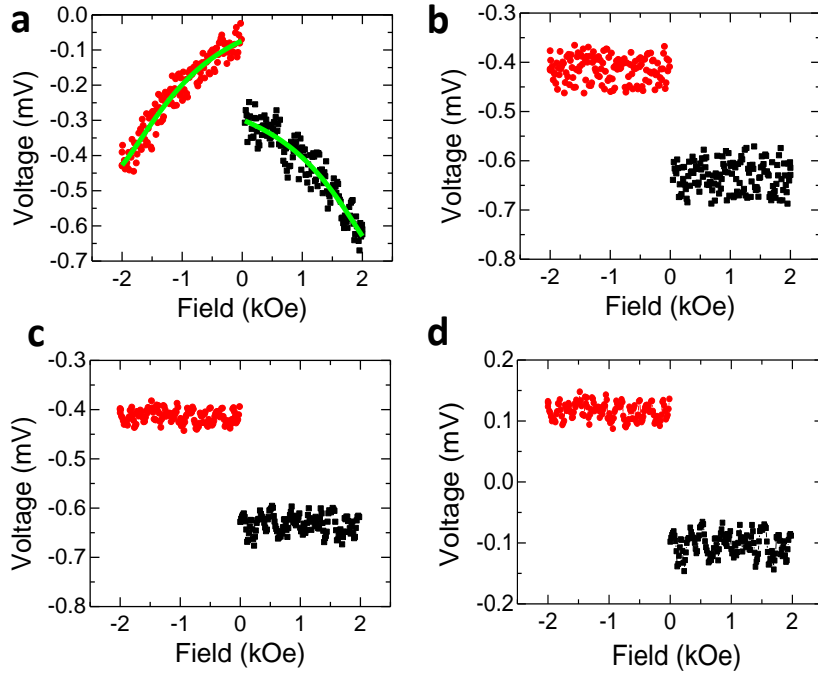 a
0.0
-0.1
-0.2
-0.3
-0.4
-0.5
-0.6
-0.7
Voltage (mV)
-2 -1 0 1 2
Field (kOe)
b
-0.3
-0.4
-0.5
-0.6
-0.7
-0.8
Voltage (mV)
-2 -1 0 1 2
Field (kOe)
c
-0.3
-0.4
-0.5
-0.6
-0.7
-0.8
Voltage (mV)
-2 -1 0 1 2
Field (kOe)
d
0.2
0.1
0.0
-0.1
-0.2
Voltage (mV)
-2 -1 0 1 2
Field (kOe)